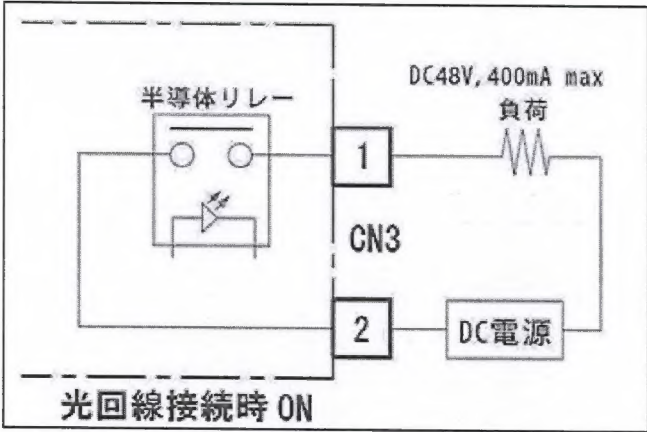 DC48V, 400mA max
半導体リレー
負荷
1
CN3
2
DC電源
光回線接続時 ON